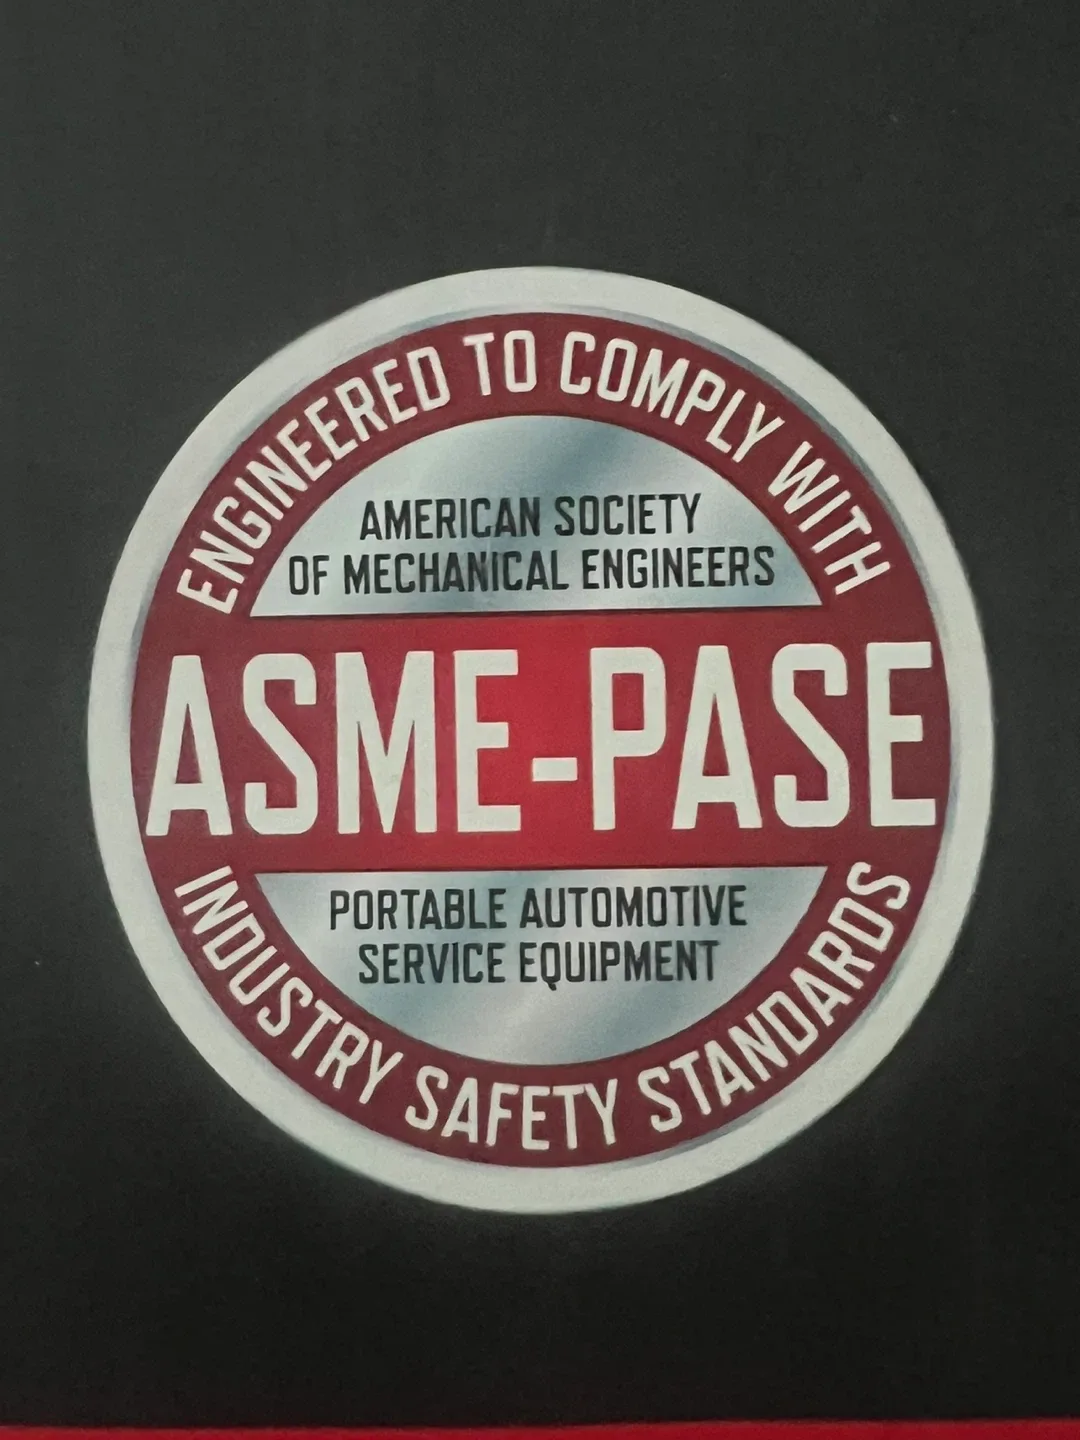 ENGINEERED TO COMPLY WITH
AMERICAN SOCIETY
OF MECHANICAL ENGINEERS
ASME-PASE
PORTABLE AUTOMOTIVE
SERVICE EQUIPMENT
INDUSTRY SAFETY STANDARDS